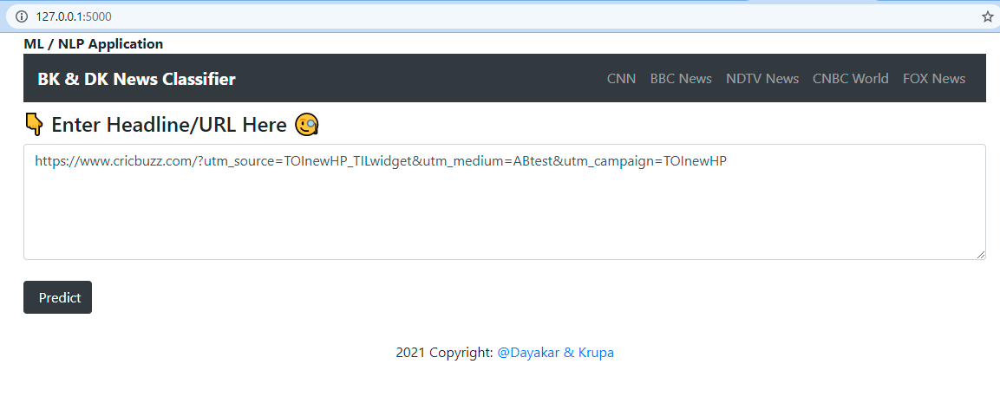 127.0.0.1:5000
ML / NLP Application
BK & DK News Classifier CNN BBC News NDTV News CNBC World FOX News
👇 Enter Headline/URL Here 🧐
https://www.cricbuzz.com/?utm_source=TOInewHP_TILwidget&utm_medium=ABtest&utm_campaign=TOInewHP
Predict
2021 Copyright: @Dayakar & Krupa